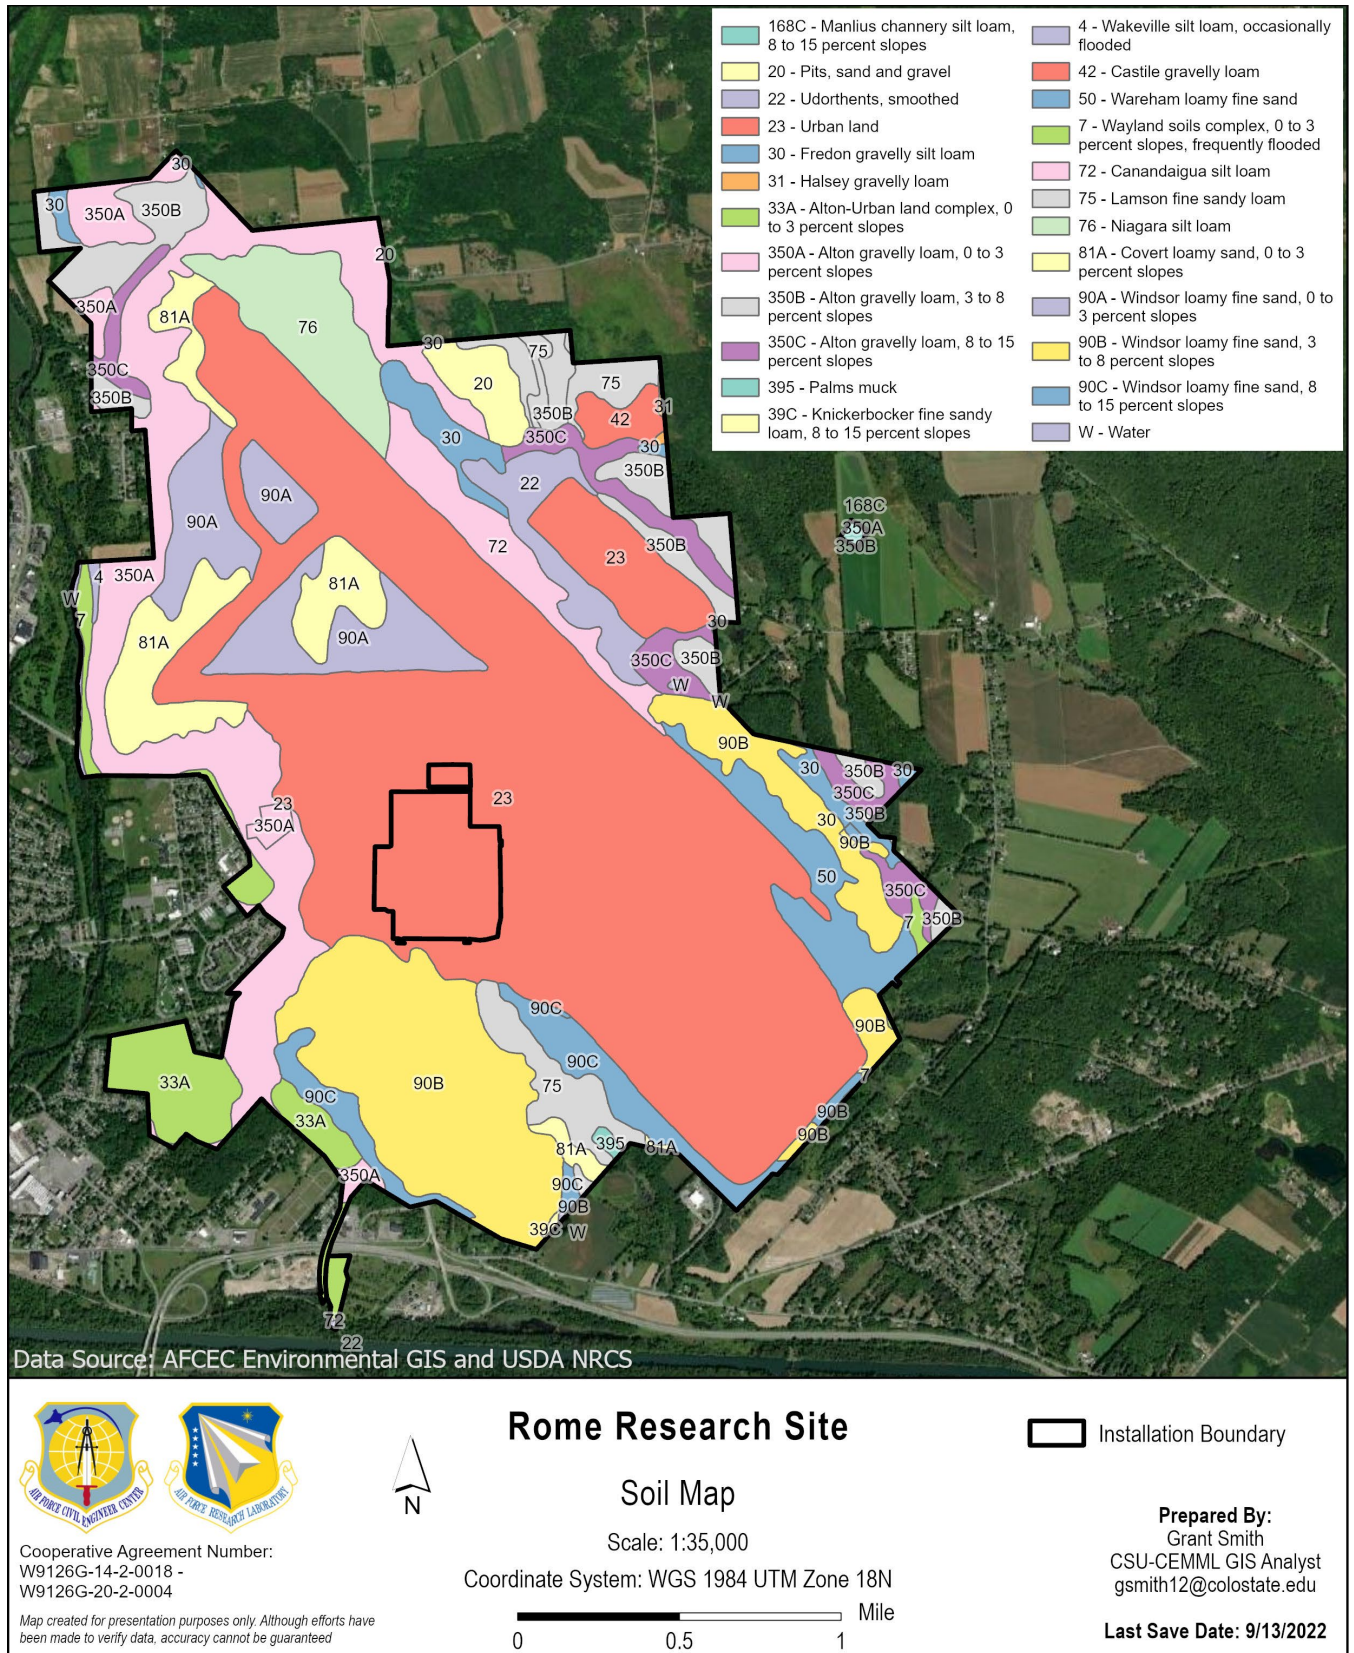 168C - Manlius channery silt loam,
8 to 15 percent slopes
20 - Pits, sand and gravel
22 - Udorthents, smoothed
23 - Urban land
30 - Fredon gravelly silt loam
31 - Halsey gravelly loam
33A - Alton-Urban land complex, 0
to 3 percent slopes
350A - Alton gravelly loam, 0 to 3
percent slopes
350B - Alton gravelly loam, 3 to 8
percent slopes
350C - Alton gravelly loam, 8 to 15
percent slopes
395 - Palms muck
39C - Knickerbocker fine sandy
loam, 8 to 15 percent slopes
4 - Wakeville silt loam, occasionally
flooded
42 - Castile gravelly loam
50 - Wareham loamy fine sand
7 - Wayland soils complex, 0 to 3
percent slopes, frequently flooded
72 - Canandaigua silt loam
75 - Lamson fine sandy loam
76 - Niagara silt loam
81A - Covert loamy sand, 0 to 3
percent slopes
90A - Windsor loamy fine sand, 0 to
3 percent slopes
90B - Windsor loamy fine sand, 3
to 8 percent slopes
90C - Windsor loamy fine sand, 8
to 15 percent slopes
W - Water
30
30
350A
350B
20
350A
81A
76
30
75
20
75
350C
350B
350B
42
31
30
350C
30
350B
22
90A
90A
168C
350A
350B
72
23
350B
4
350A
W
7
81A
81A
90A
30
350C
350B
W
W
90B
30
350B
30
350C
350B
23
23
350A
30
90B
50
350C
7
350B
90C
90B
90C
75
90B
7
33A
90C
33A
90B
90B
81A
395
81A
350A
90C
90B
39C
W
72
22
Data Source: AFCEC Environmental GIS and USDA NRCS
AIR FORCE CIVIL ENGINEER CENTER
AIR FORCE RESEARCH LABORATORY
Cooperative Agreement Number:
W9126G-14-2-0018 -
W9126G-20-2-0004
Map created for presentation purposes only. Although efforts have
been made to verify data, accuracy cannot be guaranteed
N
Rome Research Site
Soil Map
Scale: 1:35,000
Coordinate System: WGS 1984 UTM Zone 18N
Mile
0 0.5 1
Installation Boundary
Prepared By:
Grant Smith
CSU-CEMML GIS Analyst
gsmith12@colostate.edu
Last Save Date: 9/13/2022